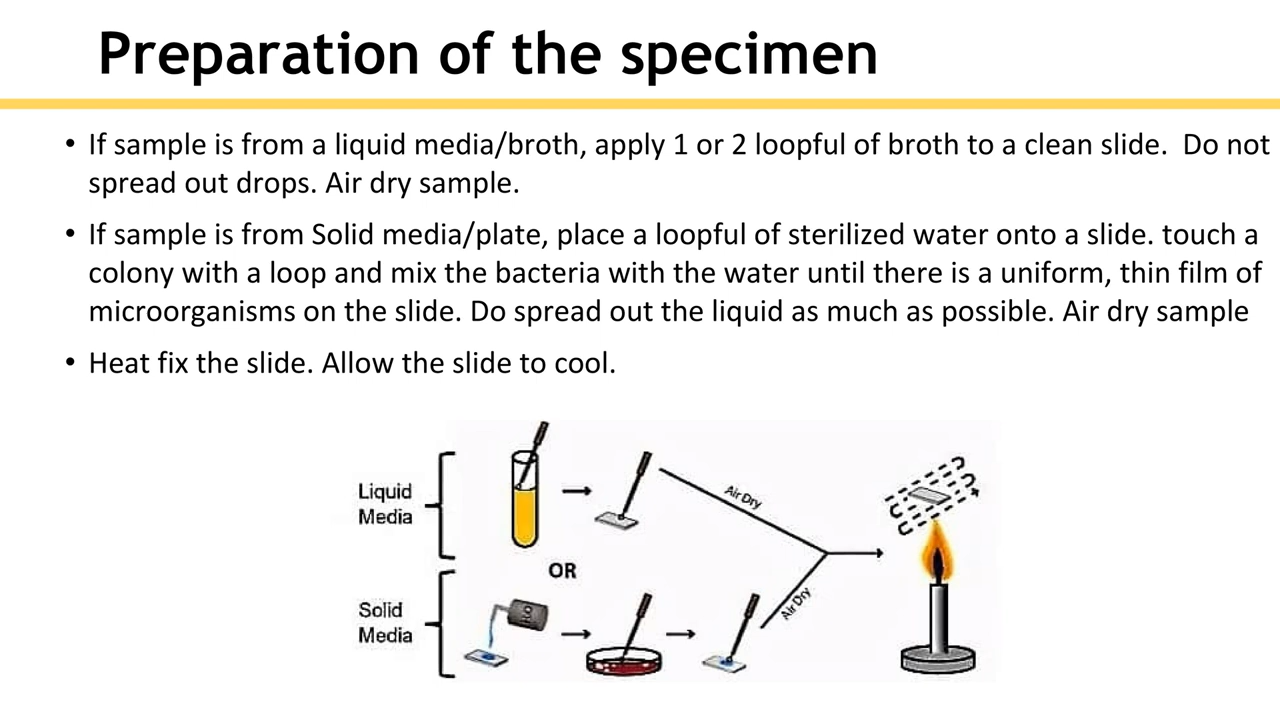 Preparation of the specimen
• If sample is from a liquid media/broth, apply 1 or 2 loopful of broth to a clean slide.  Do not
spread out drops. Air dry sample.
• If sample is from Solid media/plate, place a loopful of sterilized water onto a slide. touch a
colony with a loop and mix the bacteria with the water until there is a uniform, thin film of
microorganisms on the slide. Do spread out the liquid as much as possible. Air dry sample
• Heat fix the slide. Allow the slide to cool.
Liquid
Media
Air Dry
OR
Solid
Media
Air Dry